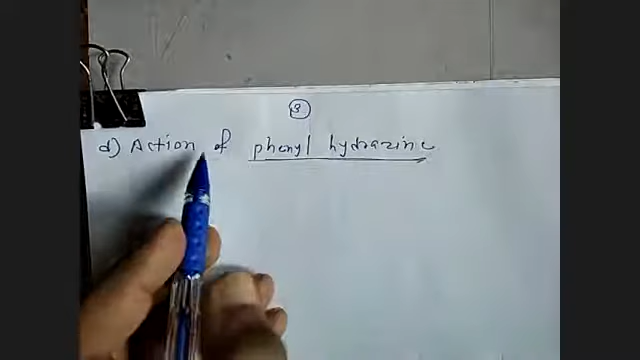 3
d) Action of phenyl hydrazine